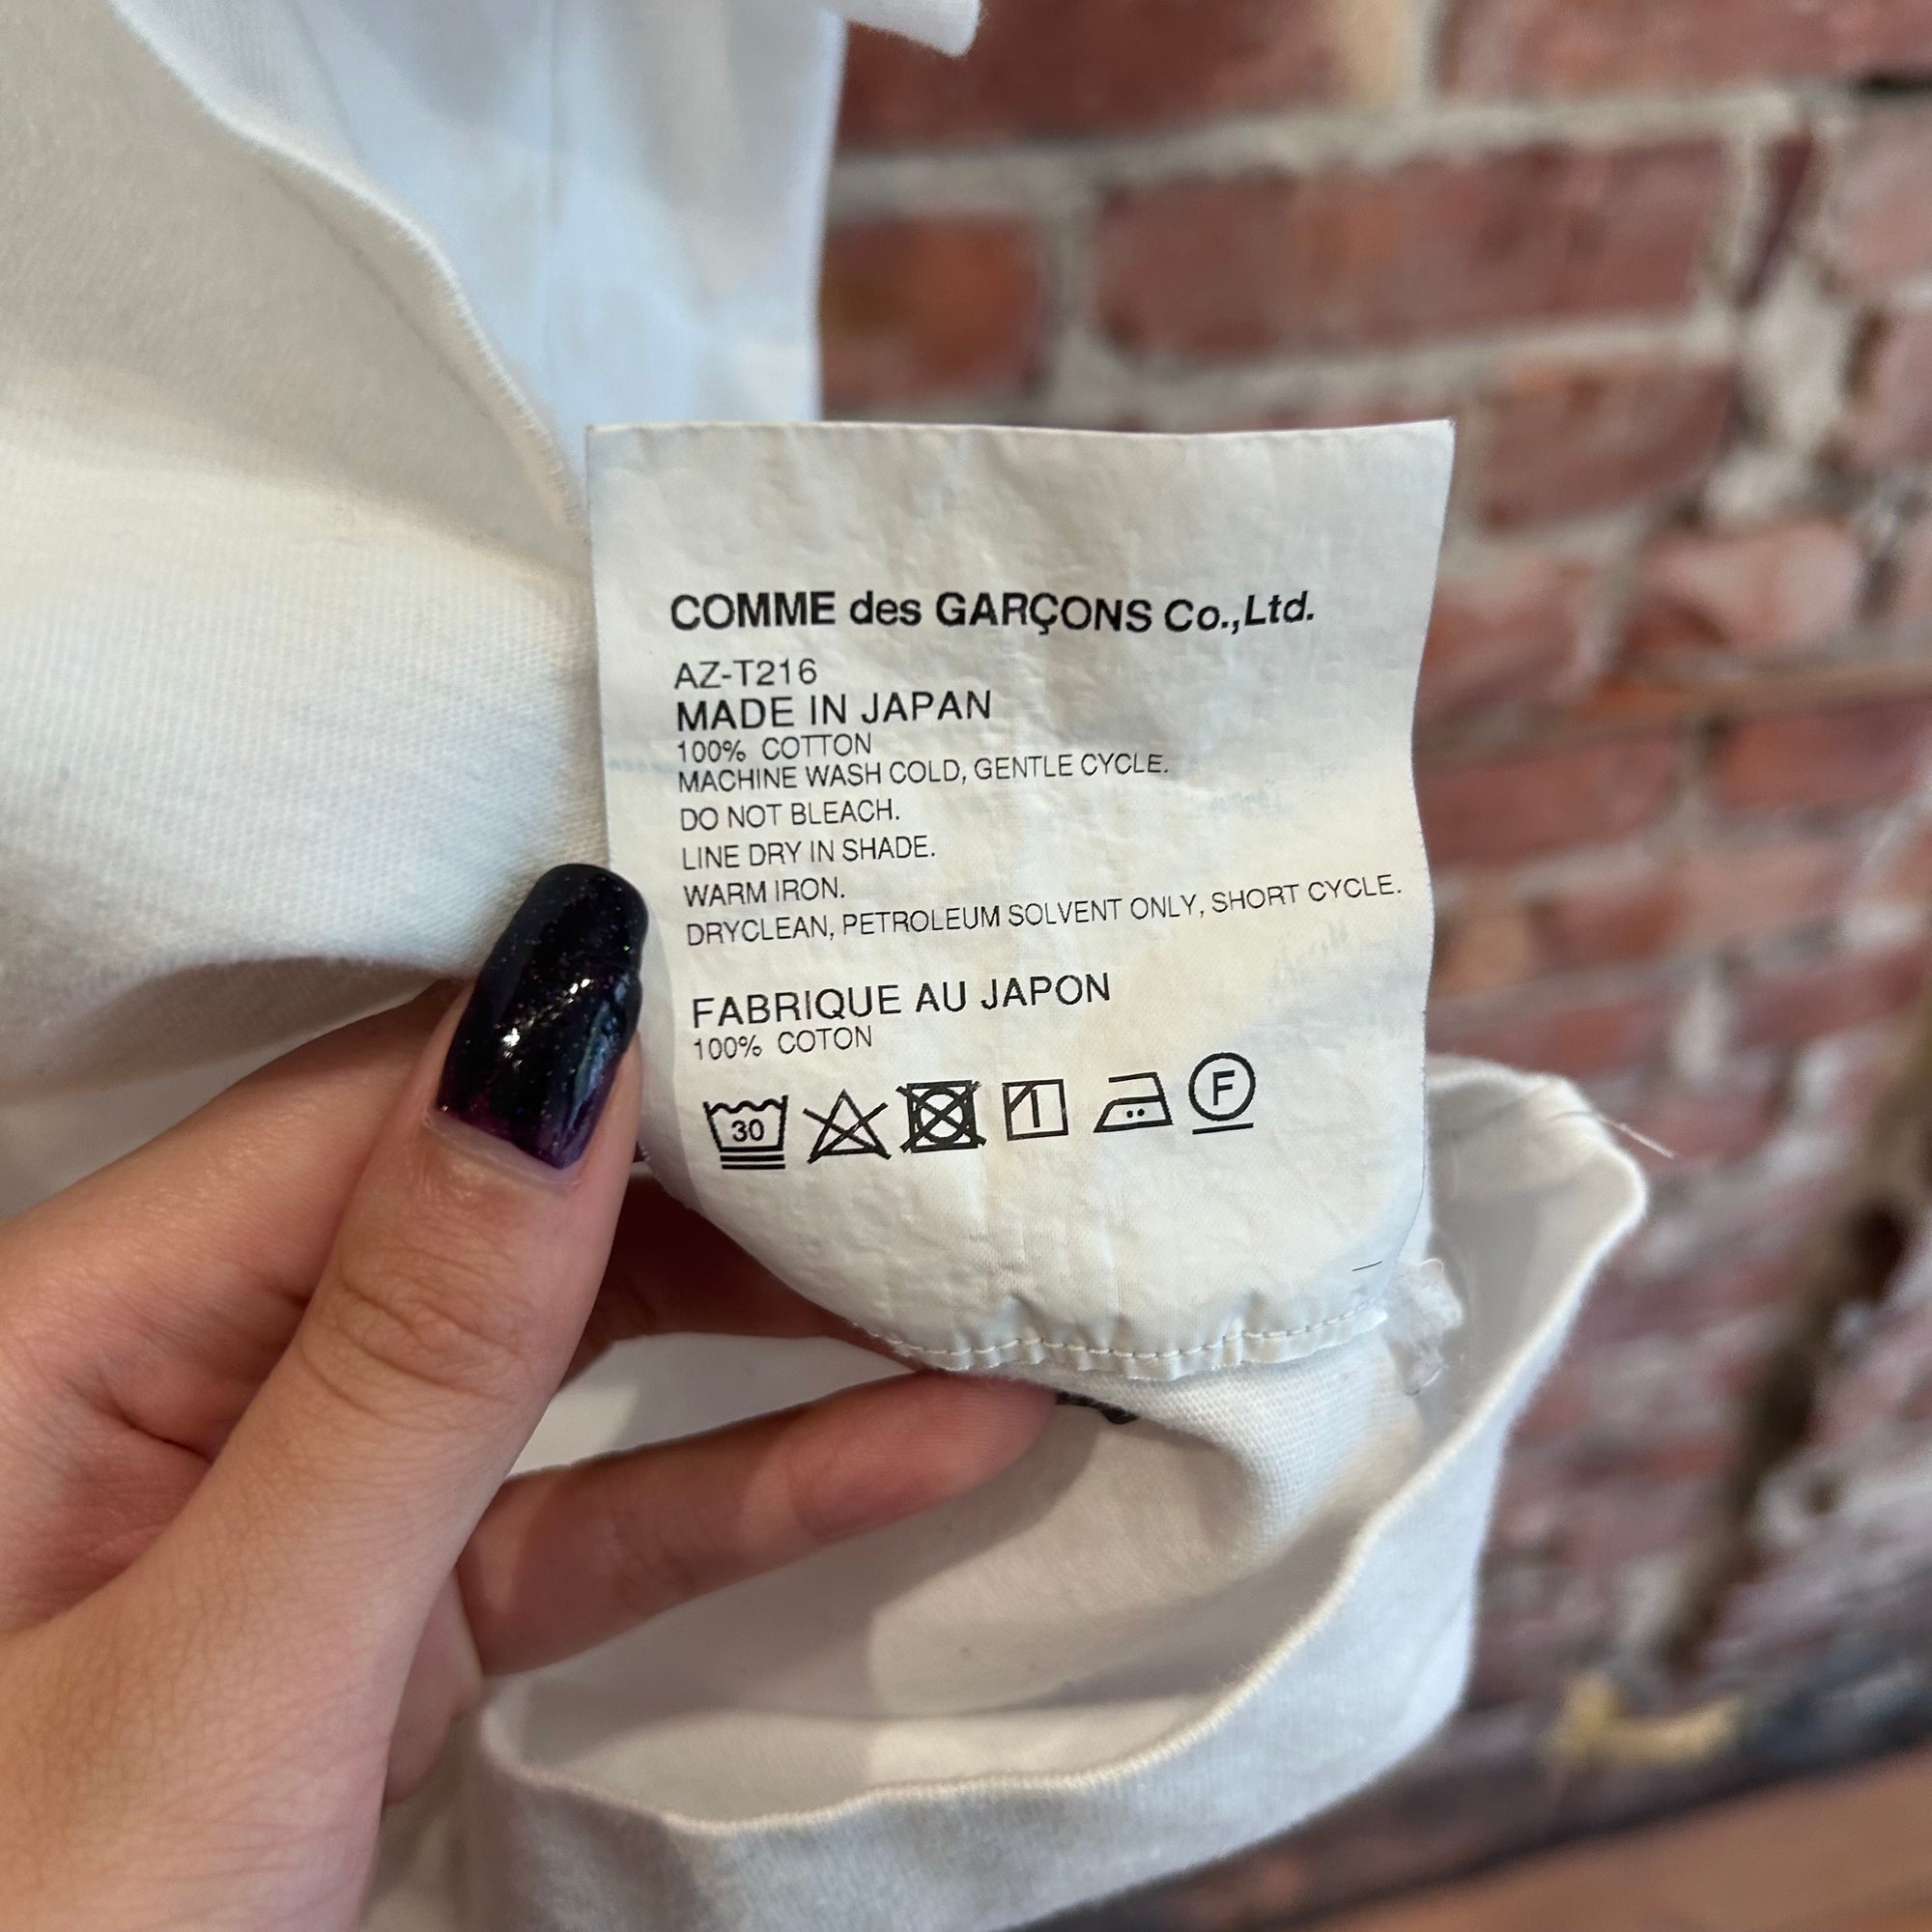 COMME des GARÇONS Co.,Ltd.
AZ-T216
MADE IN JAPAN
100% COTTON
MACHINE WASH COLD, GENTLE CYCLE.
DO NOT BLEACH.
LINE DRY IN SHADE.
WARM IRON.
DRYCLEAN, PETROLEUM SOLVENT ONLY, SHORT CYCLE.
FABRIQUE AU JAPON
100% COTON
30 F